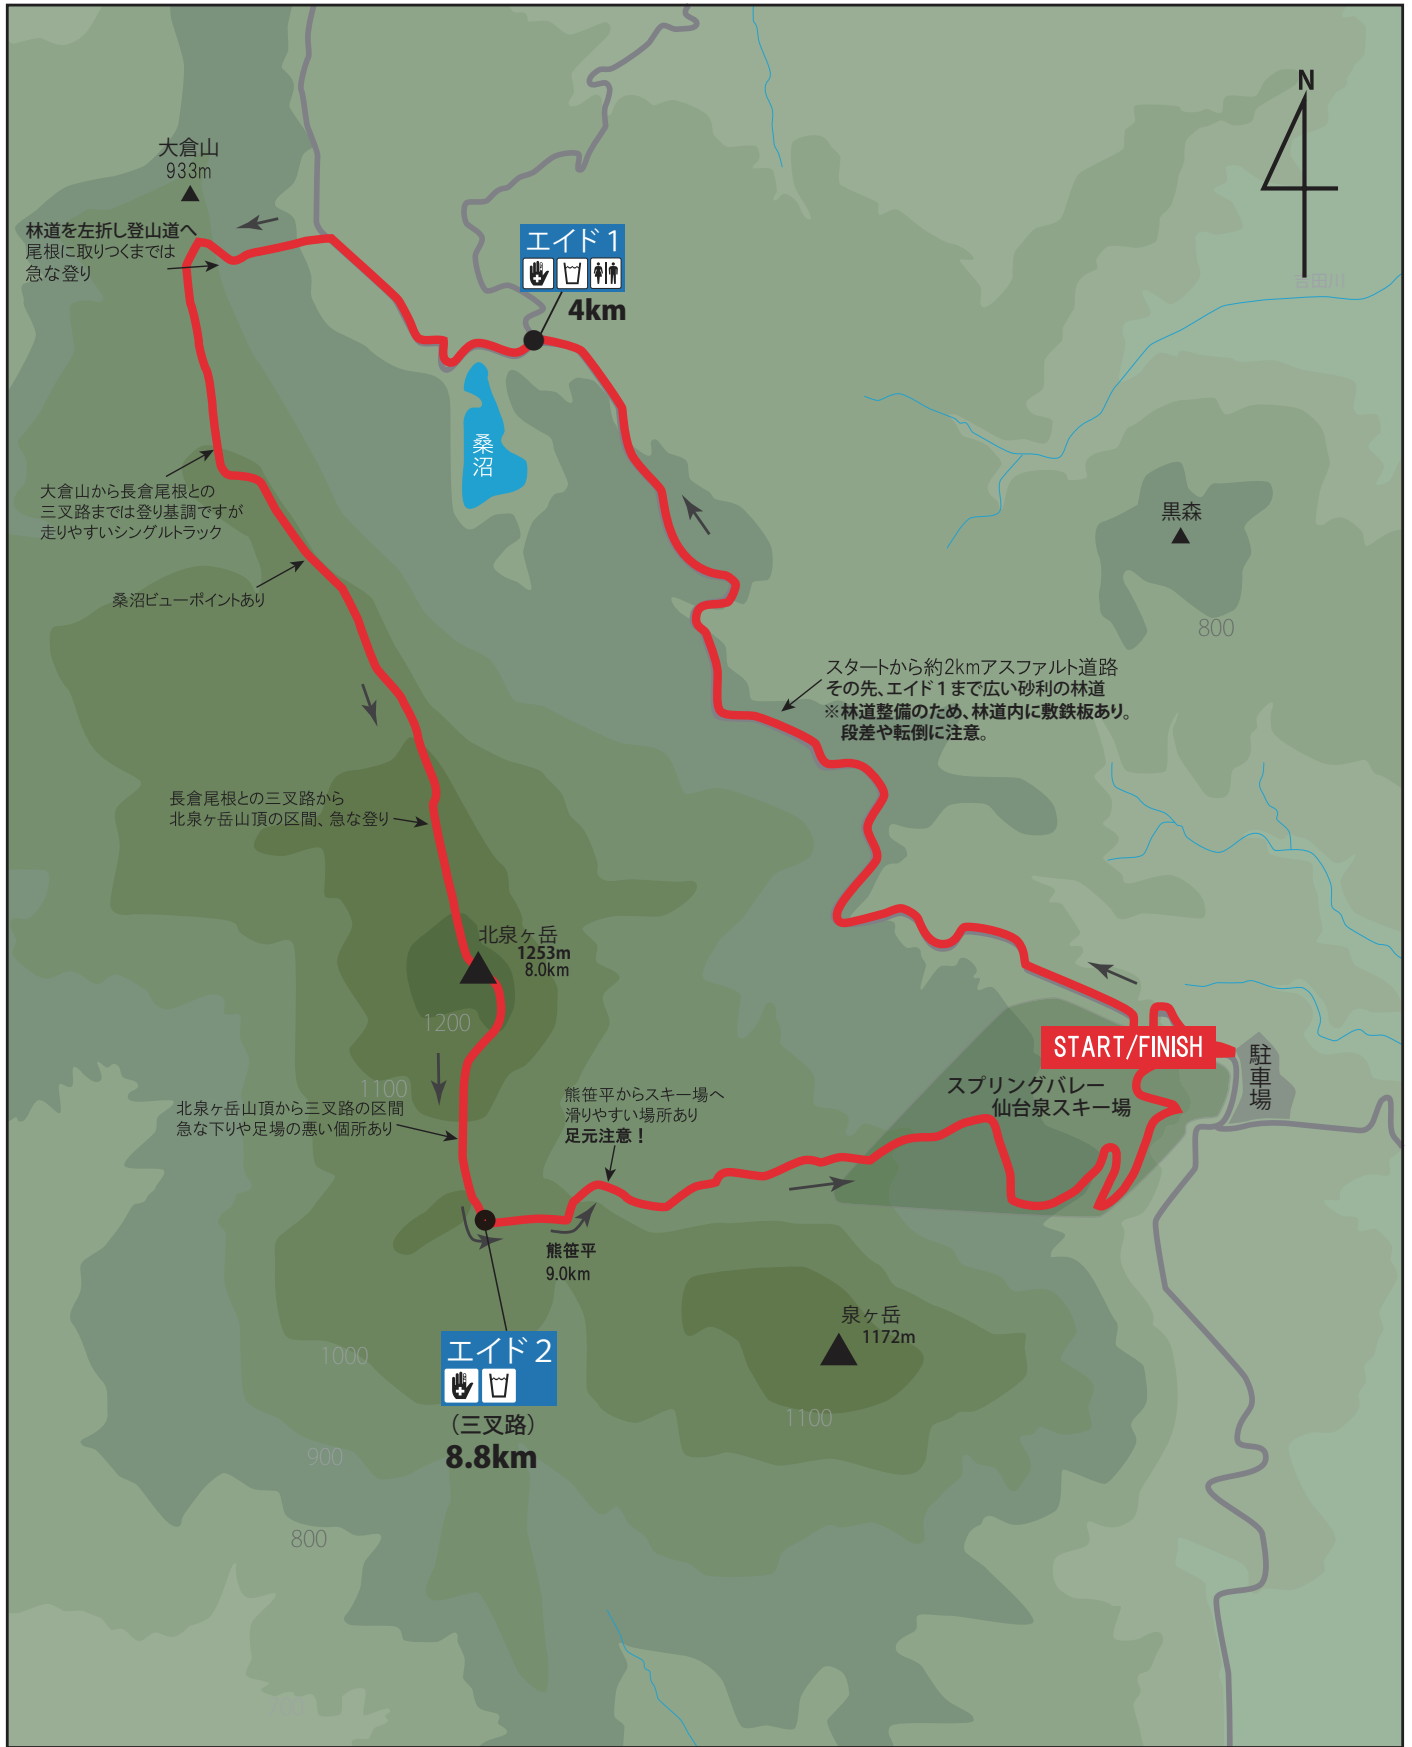 N
大倉山
933m
林道を左折し登山道へ
尾根に取りつくまでは
急な登り
エイド1
4km
吉田川
桑沼
大倉山から長倉尾根との
三叉路までは登り基調ですが
走りやすいシングルトラック
黒森
桑沼ビューポイントあり
800
スタートから約2kmアスファルト道路
その先、エイド1まで広い砂利の林道
※林道整備のため、林道内に敷鉄板あり。
段差や転倒に注意。
長倉尾根との三叉路から
北泉ヶ岳山頂の区間、急な登り
北泉ヶ岳
1253m
8.0km
1200
START/FINISH
駐車場
スプリングバレー
仙台泉スキー場
1100
北泉ヶ岳山頂から三叉路の区間
急な下りや足場の悪い個所あり
熊笹平からスキー場へ
滑りやすい場所あり
足元注意！
熊笹平
9.0km
泉ヶ岳
1172m
エイド2
(三叉路)
8.8km
1000
1100
900
800